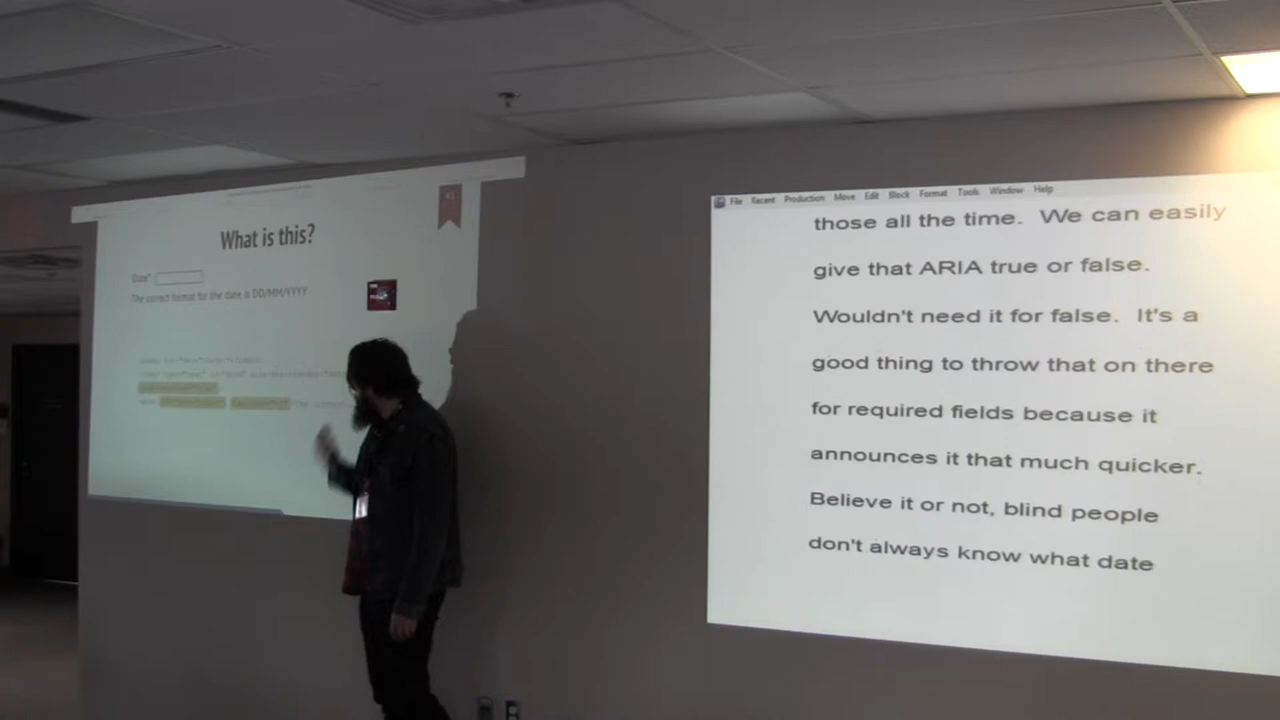 #3
What is this?
Date*
The correct format for the date is DD/MM/YYYY
File Recent Production Move Edit Block Format Tools Window Help
those all the time. We can easily
give that ARIA true or false.
Wouldn't need it for false. It's a
good thing to throw that on there
for required fields because it
announces it that much quicker.
Believe it or not, blind people
don't always know what date